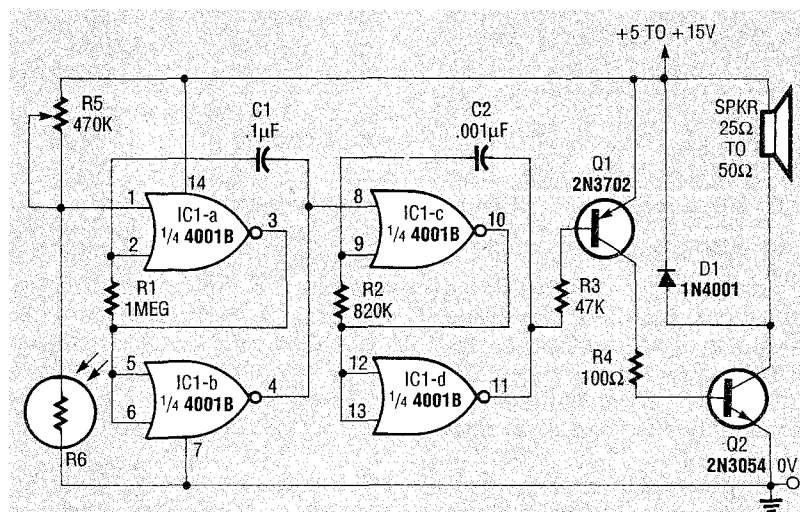 +5 TO +15V
R5
470K
C1
.1µF
C2
.001µF
SPKR
25Ω
TO
50Ω
Q1
2N3702
14
1
IC1-a
1/4 4001B
3
2
8
IC1-c
1/4 4001B
10
9
R1
1MEG
R2
820K
R3
47K
D1
1N4001
5
IC1-b
1/4 4001B
4
6
7
12
IC1-d
1/4 4001B
11
13
R4
100Ω
R6
Q2
2N3054
0V